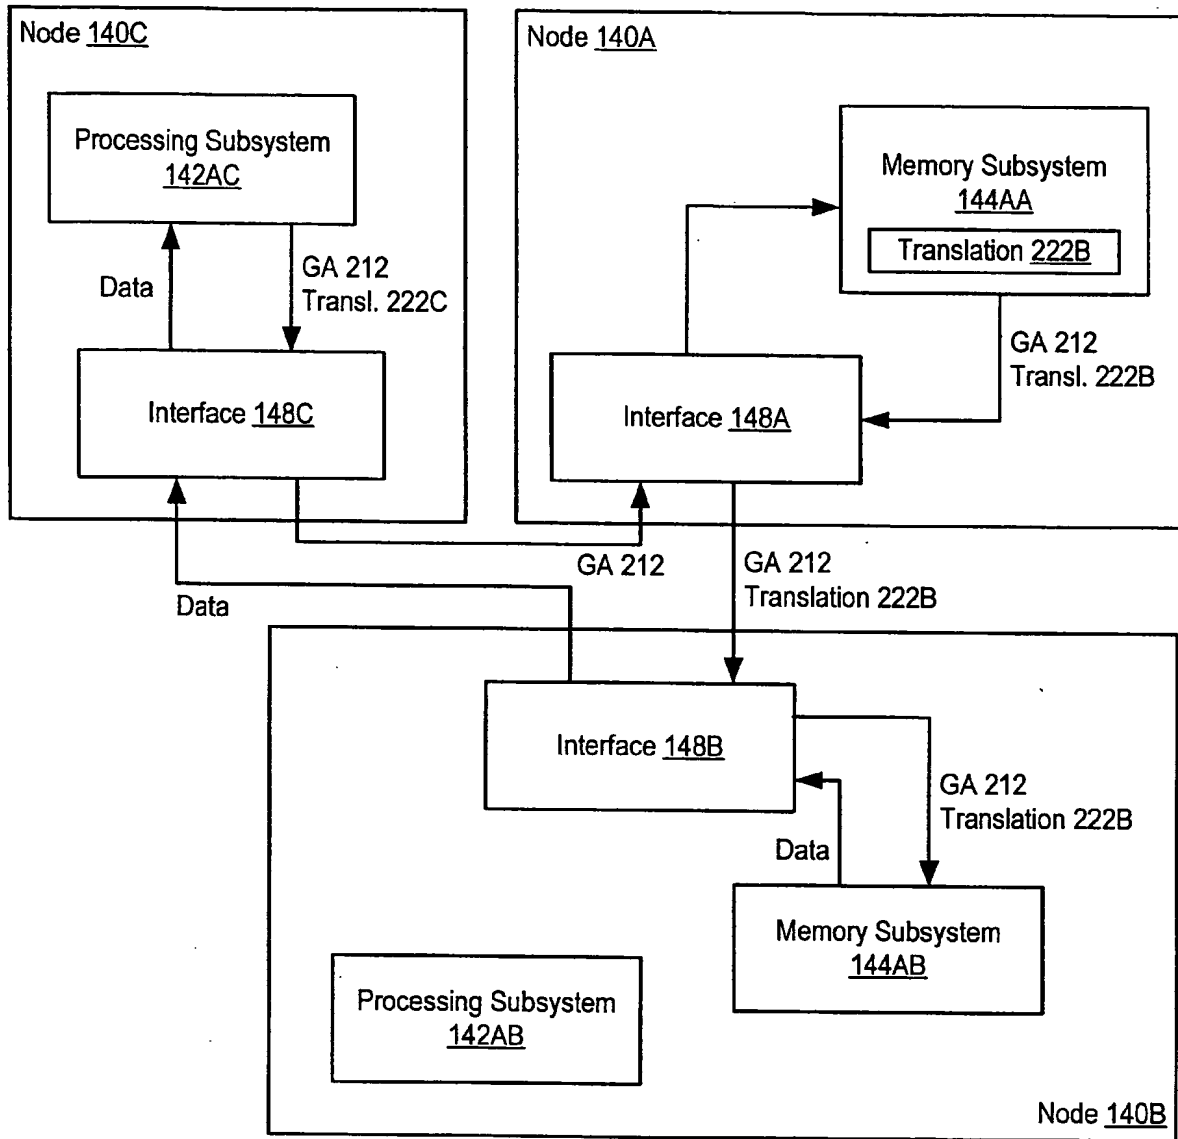 Node 140C
Processing Subsystem
142AC
Data
GA 212
Transl. 222C
Interface 148C
Node 140A
Memory Subsystem
144AA
Translation 222B
GA 212
Transl. 222B
Interface 148A
GA 212
Data
GA 212
Translation 222B
Interface 148B
GA 212
Translation 222B
Data
Memory Subsystem
144AB
Processing Subsystem
142AB
Node 140B